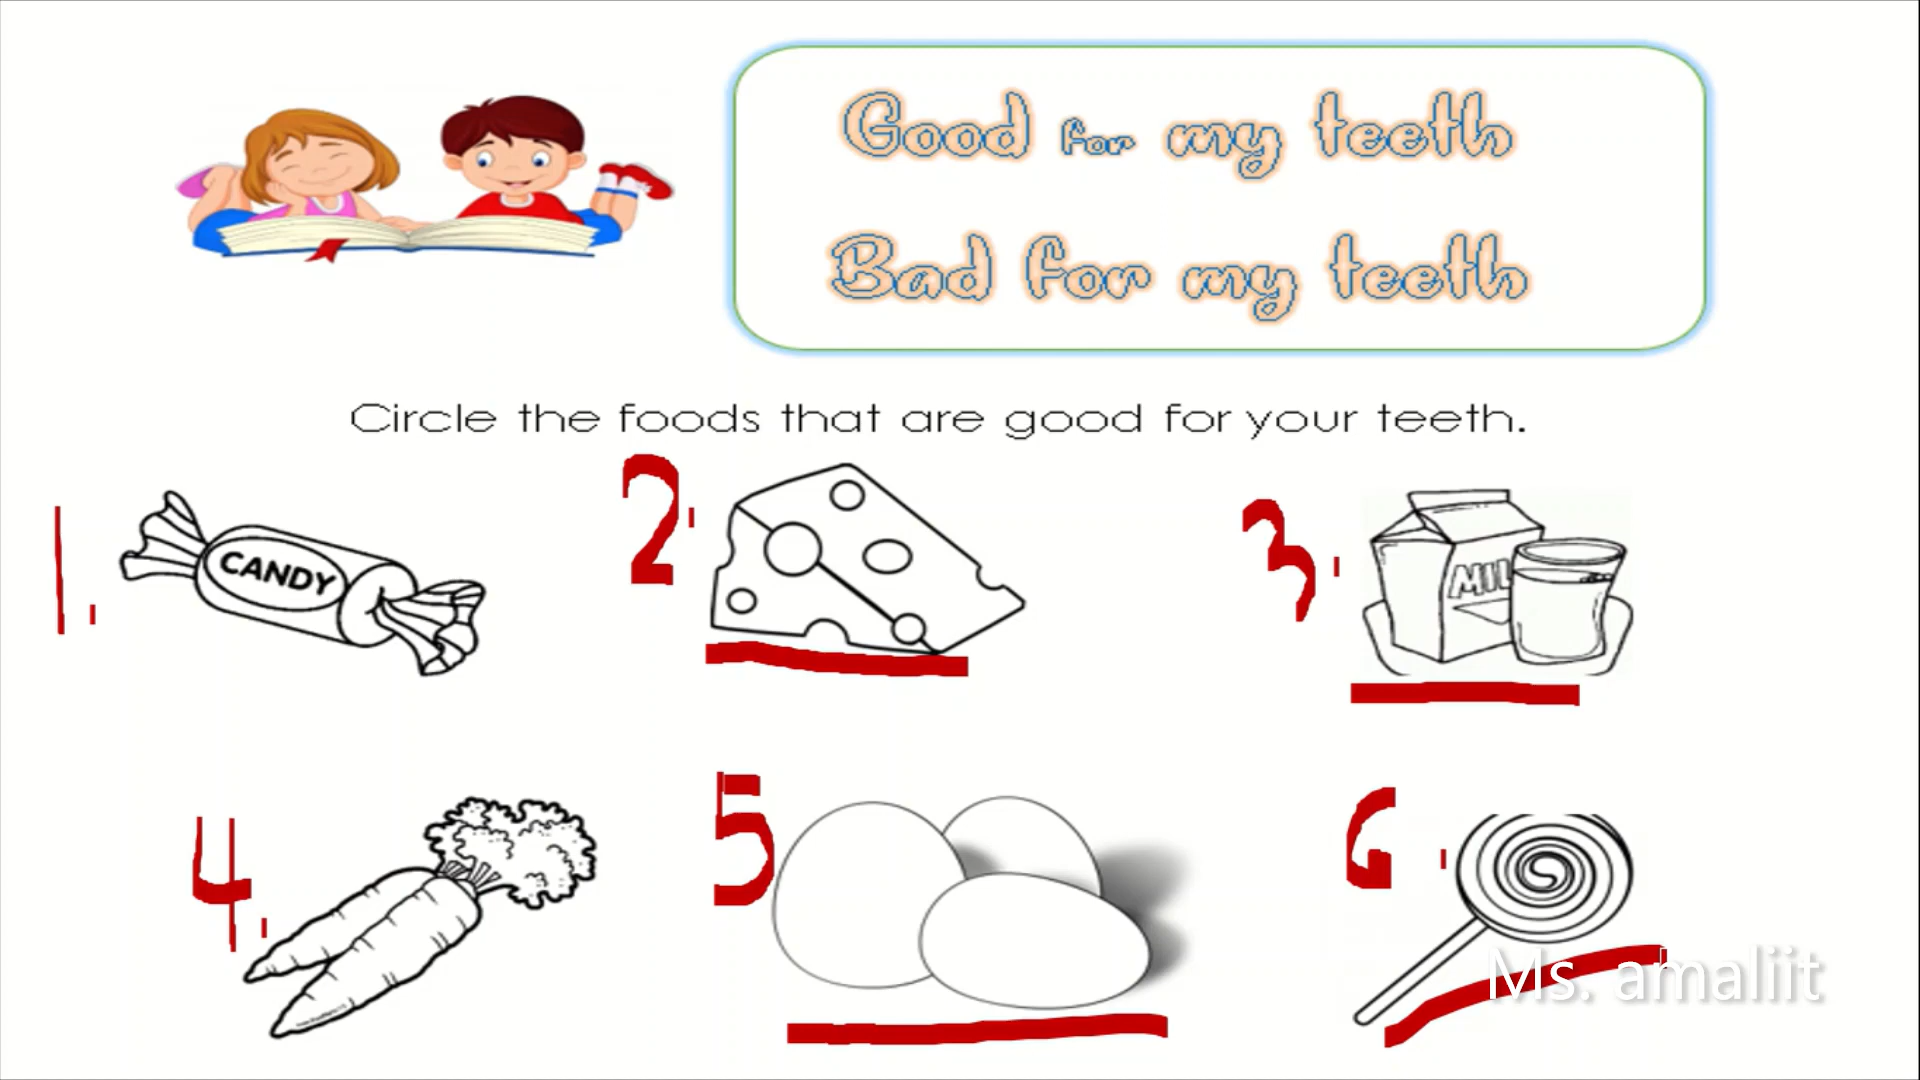 Good for my teeth
Bad for my teeth
Circle the foods that are good for your teeth.
1.
CANDY
2.
3.
MIL
4.
5
6.
Ms. amaliit